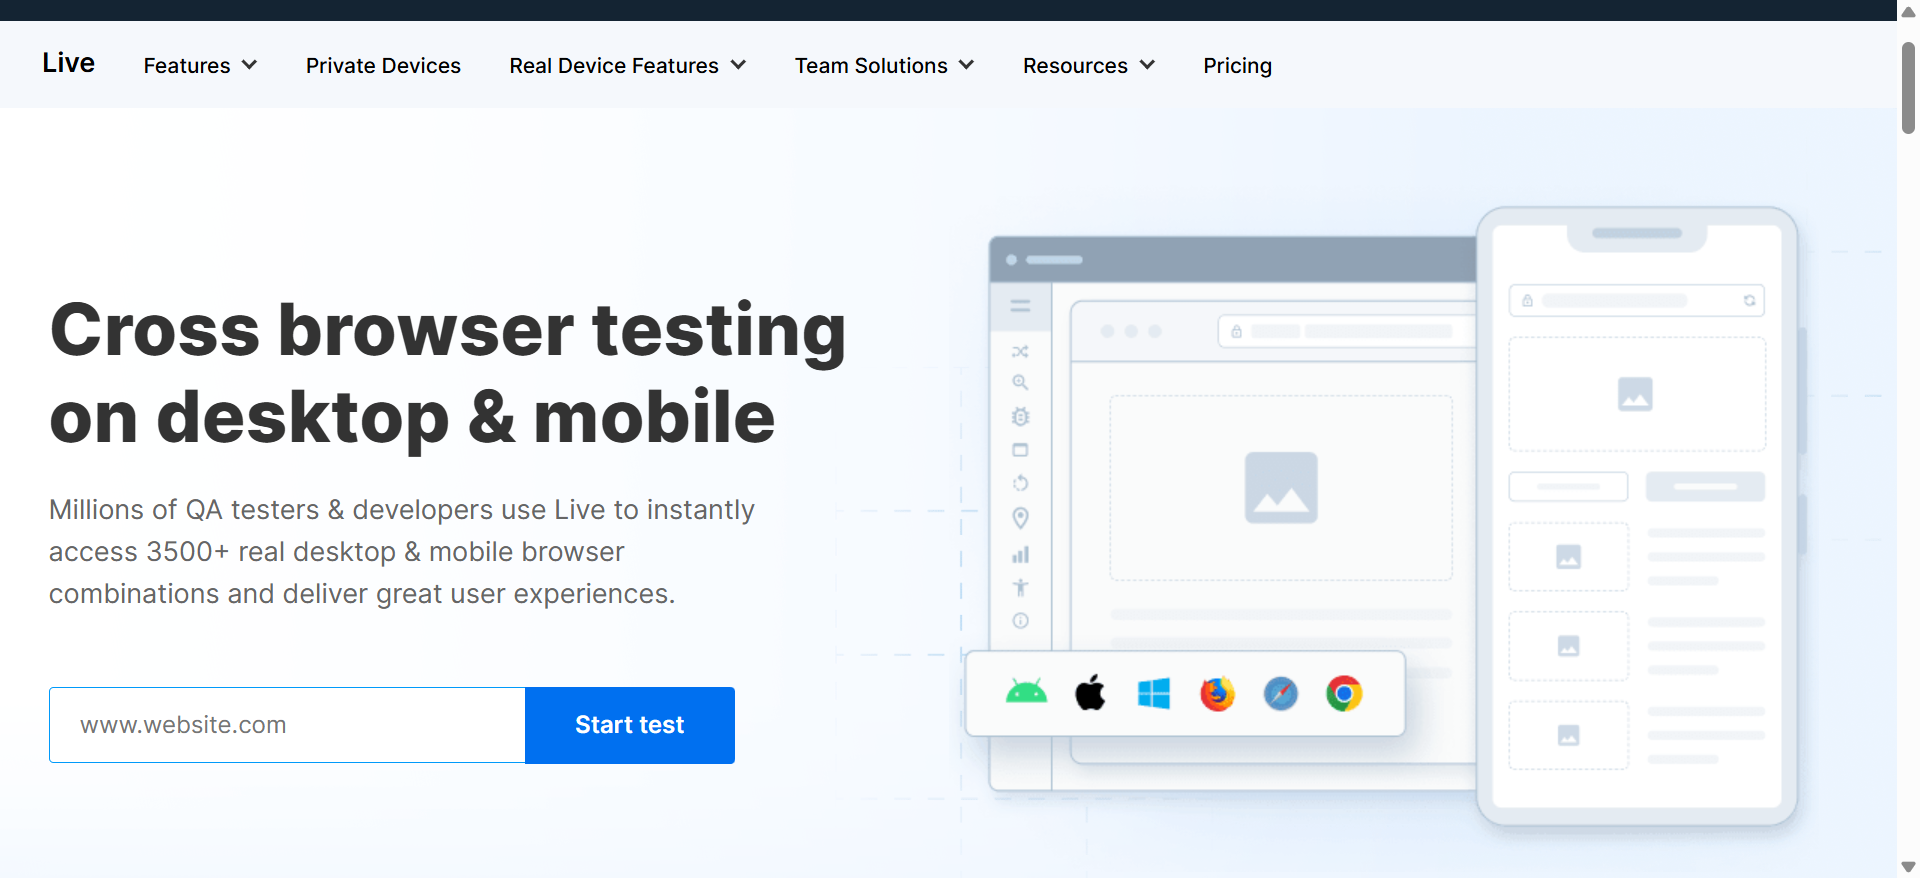 Live
Features
Private Devices
Real Device Features
Team Solutions
Resources
Pricing
Cross browser testing
on desktop & mobile
Millions of QA testers & developers use Live to instantly
access 3500+ real desktop & mobile browser
combinations and deliver great user experiences.
www.website.com
Start test